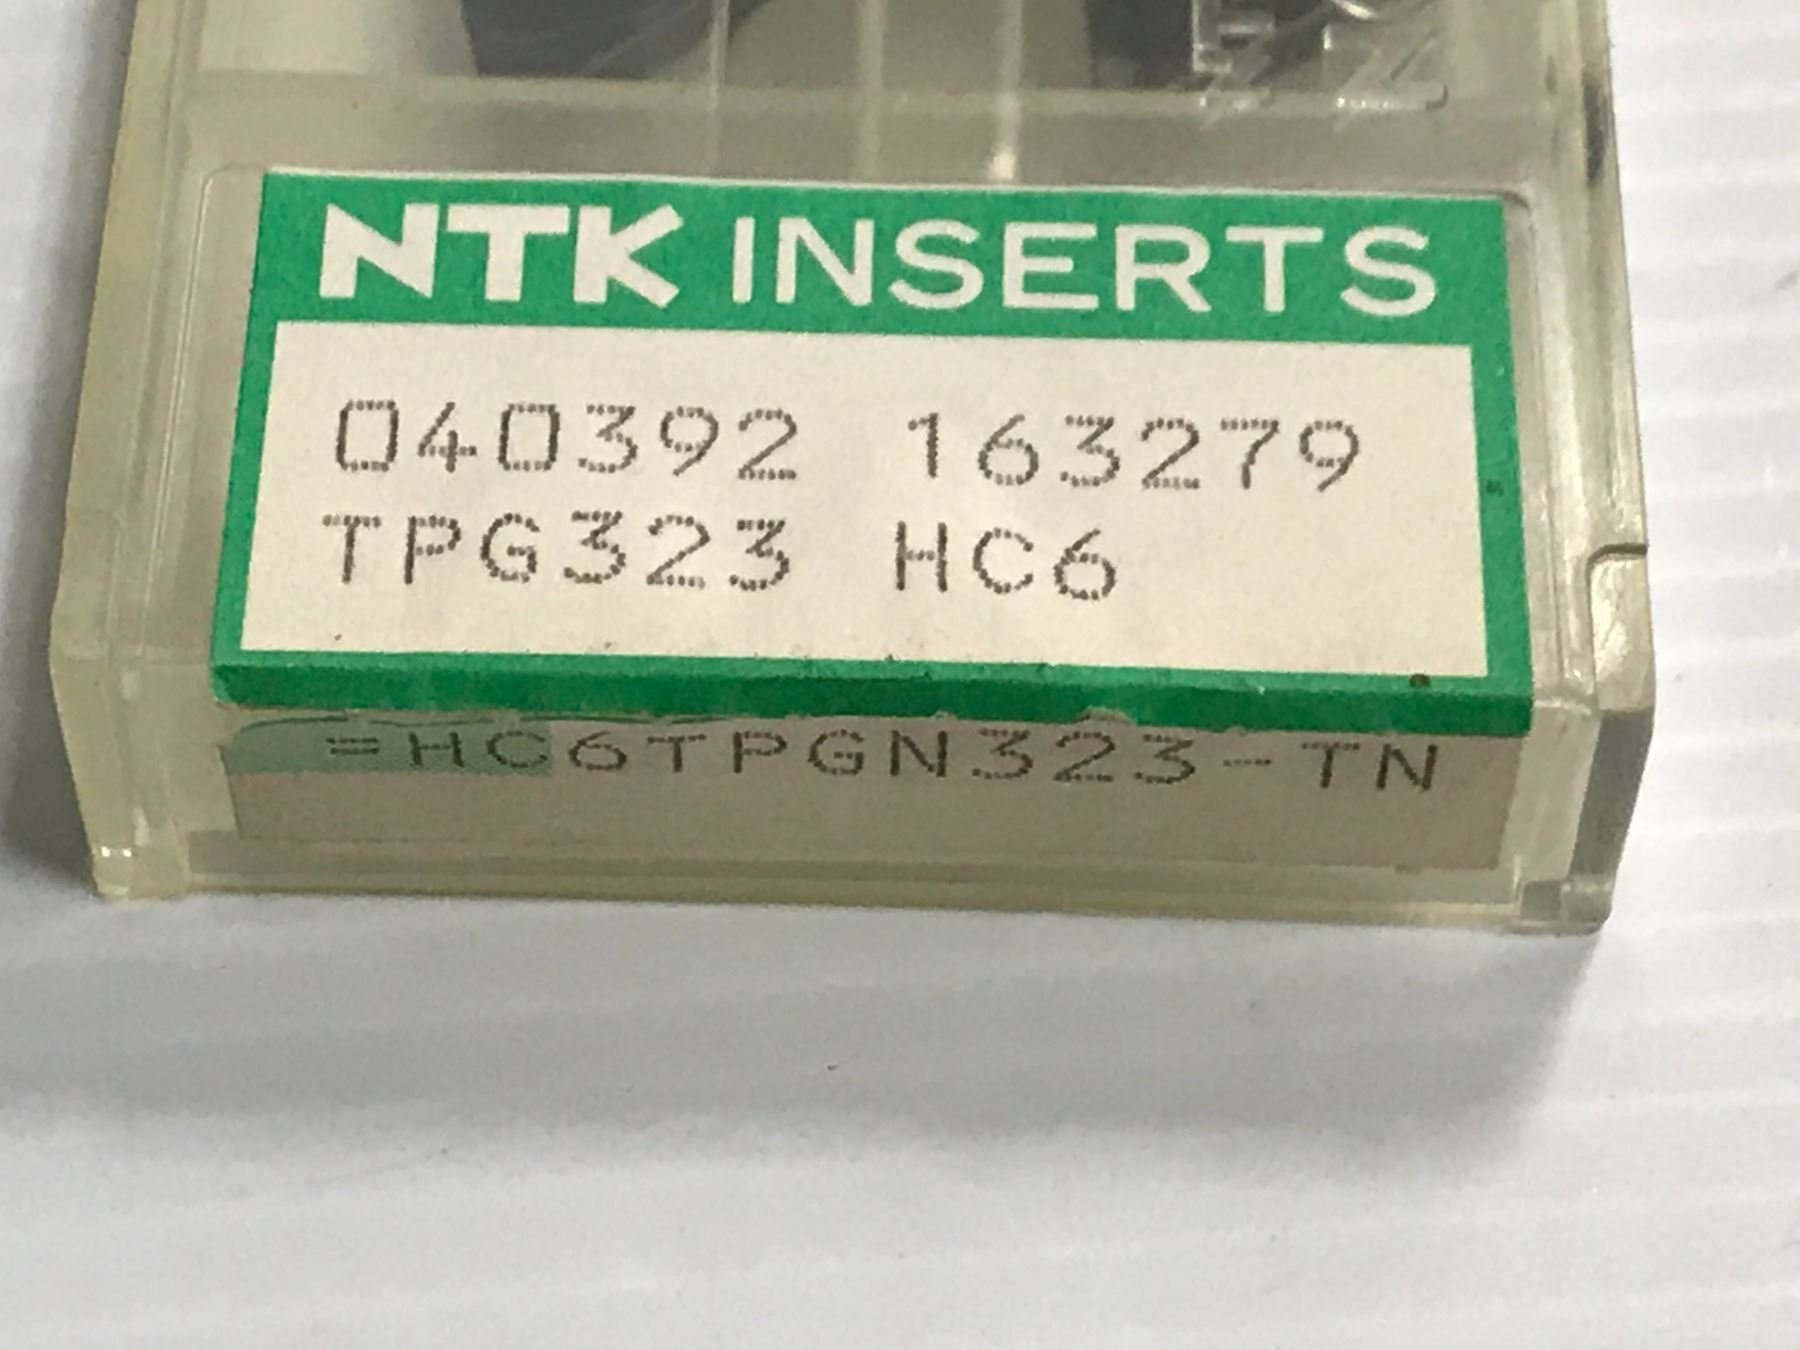 NTK INSERTS
040392 163279
TPG323 HC6
=HC6TPGN323-TN